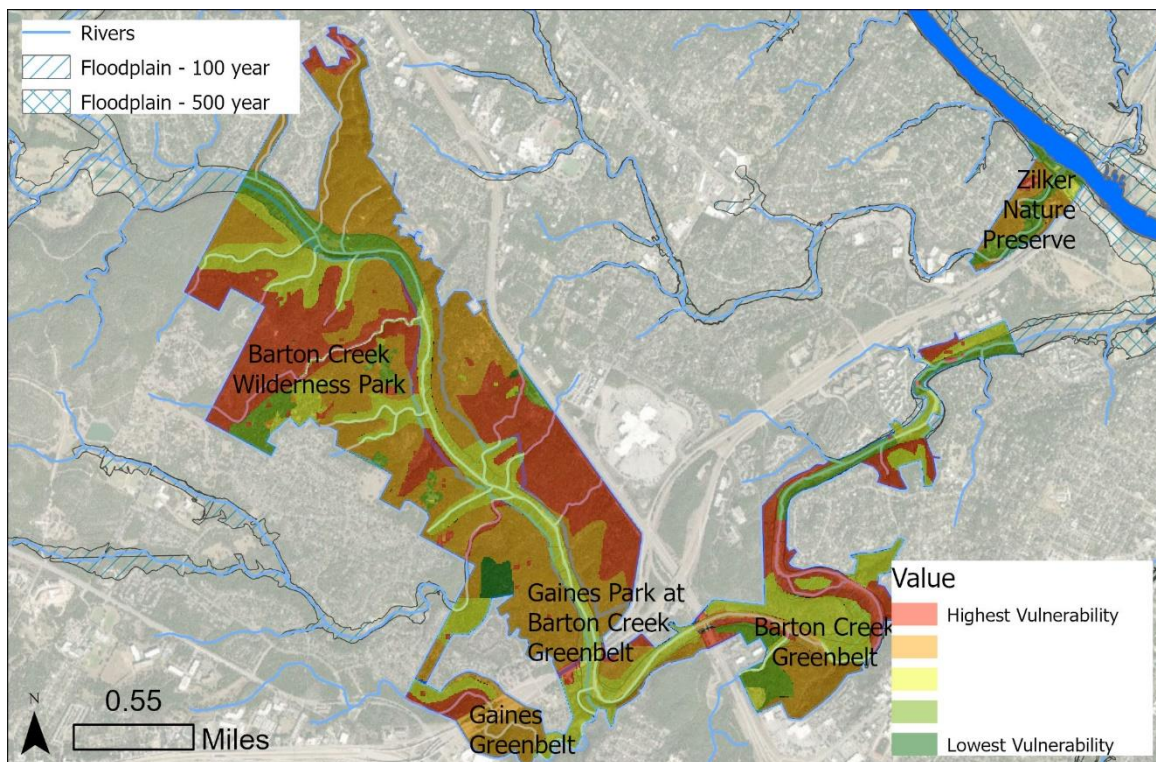 Rivers
Floodplain - 100 year
Floodplain - 500 year
Zilker
Nature
Preserve
Barton Creek
Wilderness Park
Gaines Park at
Barton Creek
Greenbelt
Barton Creek
Greenbelt
Gaines
Greenbelt
Value
Highest Vulnerability
Lowest Vulnerability
N
0.55
Miles